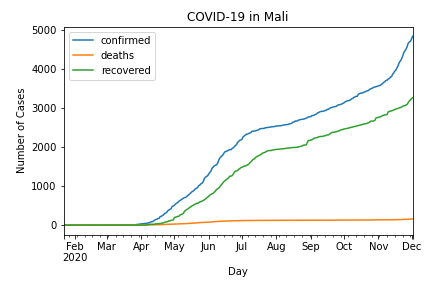 COVID-19 in Mali
confirmed
deaths
recovered
Number of Cases
5000
4000
3000
2000
1000
0
Feb Mar Apr May Jun Jul Aug Sep Oct Nov Dec
2020
Day